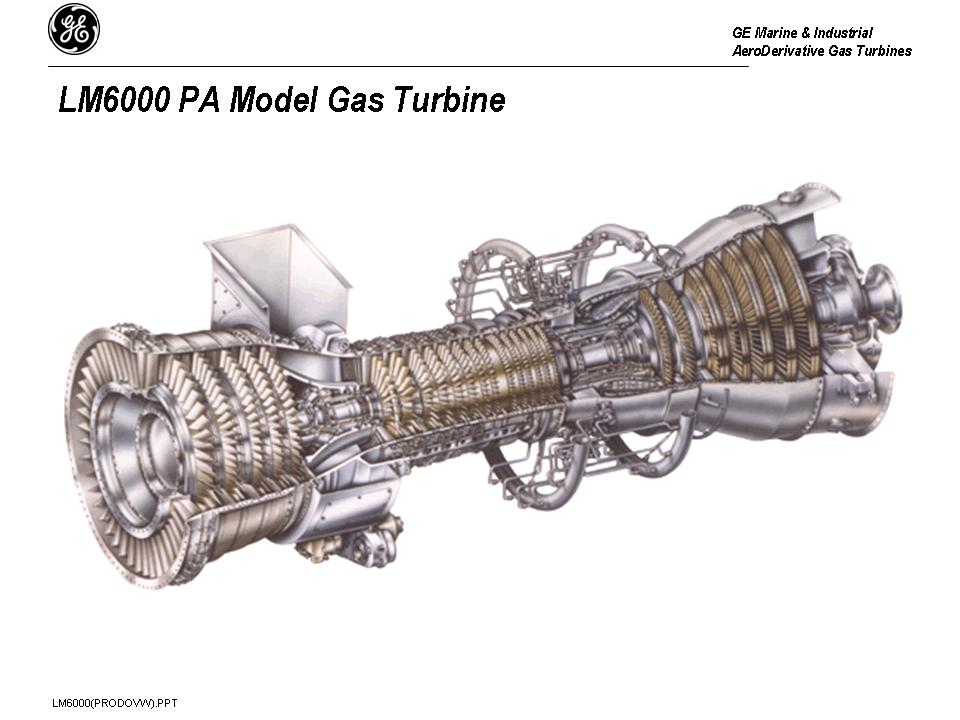 GE
GE Marine & Industrial
AeroDerivative Gas Turbines
LM6000 PA Model Gas Turbine
LM6000(PRODOVW).PPT